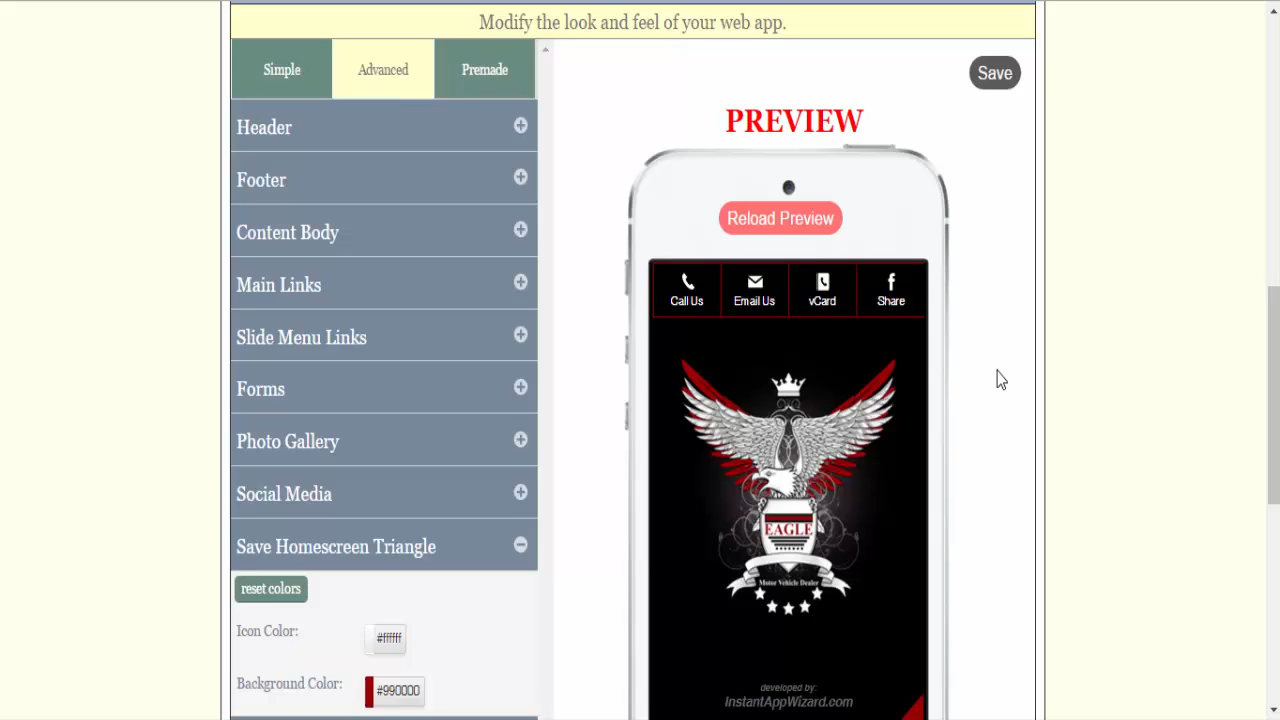 Modify the look and feel of your web app.
Simple
Advanced
Premade
Header
Footer
Content Body
Main Links
Slide Menu Links
Forms
Photo Gallery
Social Media
Save Homescreen Triangle
reset colors
Icon Color:
#ffffff
Background Color:
#990000
Save
PREVIEW
Reload Preview
Call Us
Email Us
vCard
Share
EAGLE
Motor Vehicle Dealer
developed by:
InstantAppWizard.com